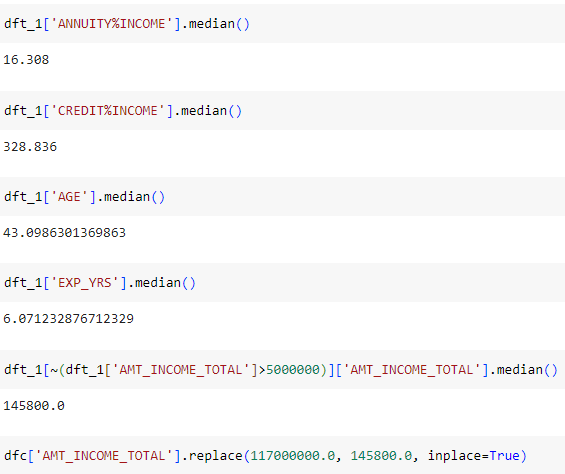 dft_1['ANNUITY%INCOME'].median()
16.308
dft_1['CREDIT%INCOME'].median()
328.836
dft_1['AGE'].median()
43.0986301369863
dft_1['EXP_YRS'].median()
6.071232876712329
dft_1[~(dft_1['AMT_INCOME_TOTAL']>5000000)]['AMT_INCOME_TOTAL'].median()
145800.0
dfc['AMT_INCOME_TOTAL'].replace(117000000.0, 145800.0, inplace=True)